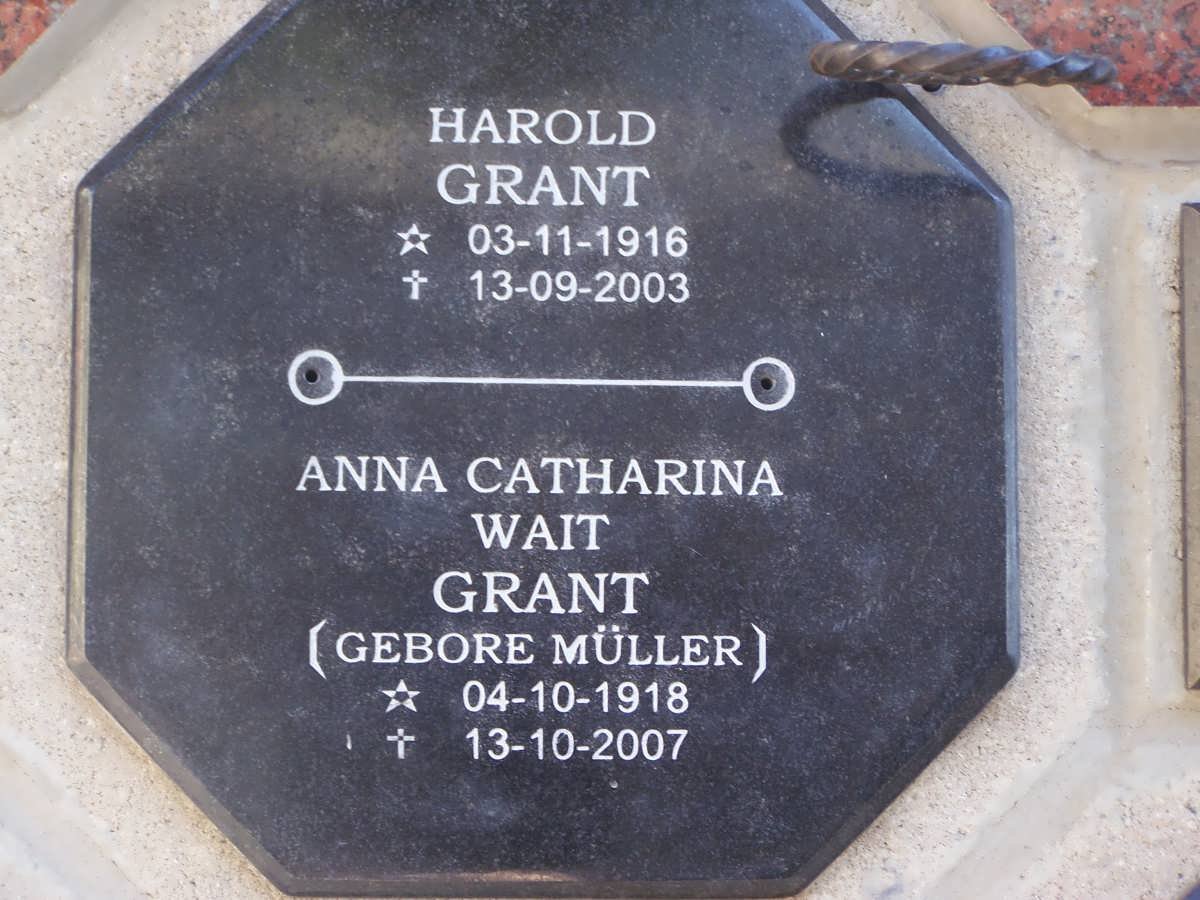 HAROLD
GRANT
☆ 03-11-1916
✝ 13-09-2003
ANNA CATHARINA
WAIT
GRANT
(GEBORE MÜLLER)
☆ 04-10-1918
✝ 13-10-2007